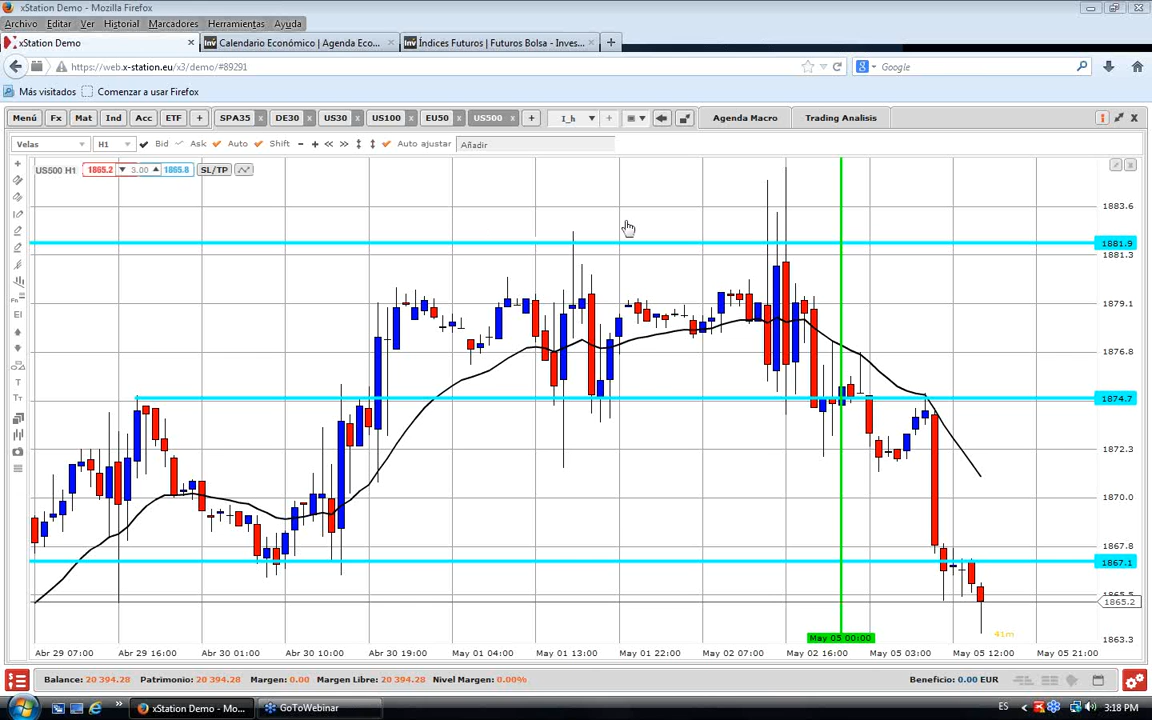 xStation Demo - Mozilla Firefox
Archivo Editar Ver Historial Marcadores Herramientas Ayuda
xStation Demo × Calendario Económico | Agenda Eco... × Índices Futuros | Futuros Bolsa - Inves... × +
https://web.x-station.eu/x3/demo/#89291 Google
Más visitados Comenzar a usar Firefox
Menú Fx Mat Ind Acc ETF + SPA35 x DE30 x US30 x US100 x EU50 x US500 x + I_h + Agenda Macro Trading Analysis
Velas H1 Bid Ask Auto Shift - + << >> Auto ajustar Añadir
US500 H1 1865.2 3.00 1865.8 SL/TP
1883.6
1881.9
1881.3
1879.1
1876.8
1874.7
1872.3
1870.0
1867.8
1867.1
1865.5
1865.2
1863.3
EI
T
TT
41m
May 05 00:00
Abr 29 07:00 Abr 29 16:00 Abr 30 01:00 Abr 30 10:00 Abr 30 19:00 May 01 04:00 May 01 13:00 May 01 22:00 May 02 07:00 May 02 16:00 May 05 03:00 May 05 12:00 May 05 21:00
Balance: 20 394.28 Patrimonio: 20 394.28 Margen: 0.00 Margen Libre: 20 394.28 Nivel Margen: 0.00% Beneficio: 0.00 EUR
xStation Demo - Mo... GoToWebinar ES 3:18 PM